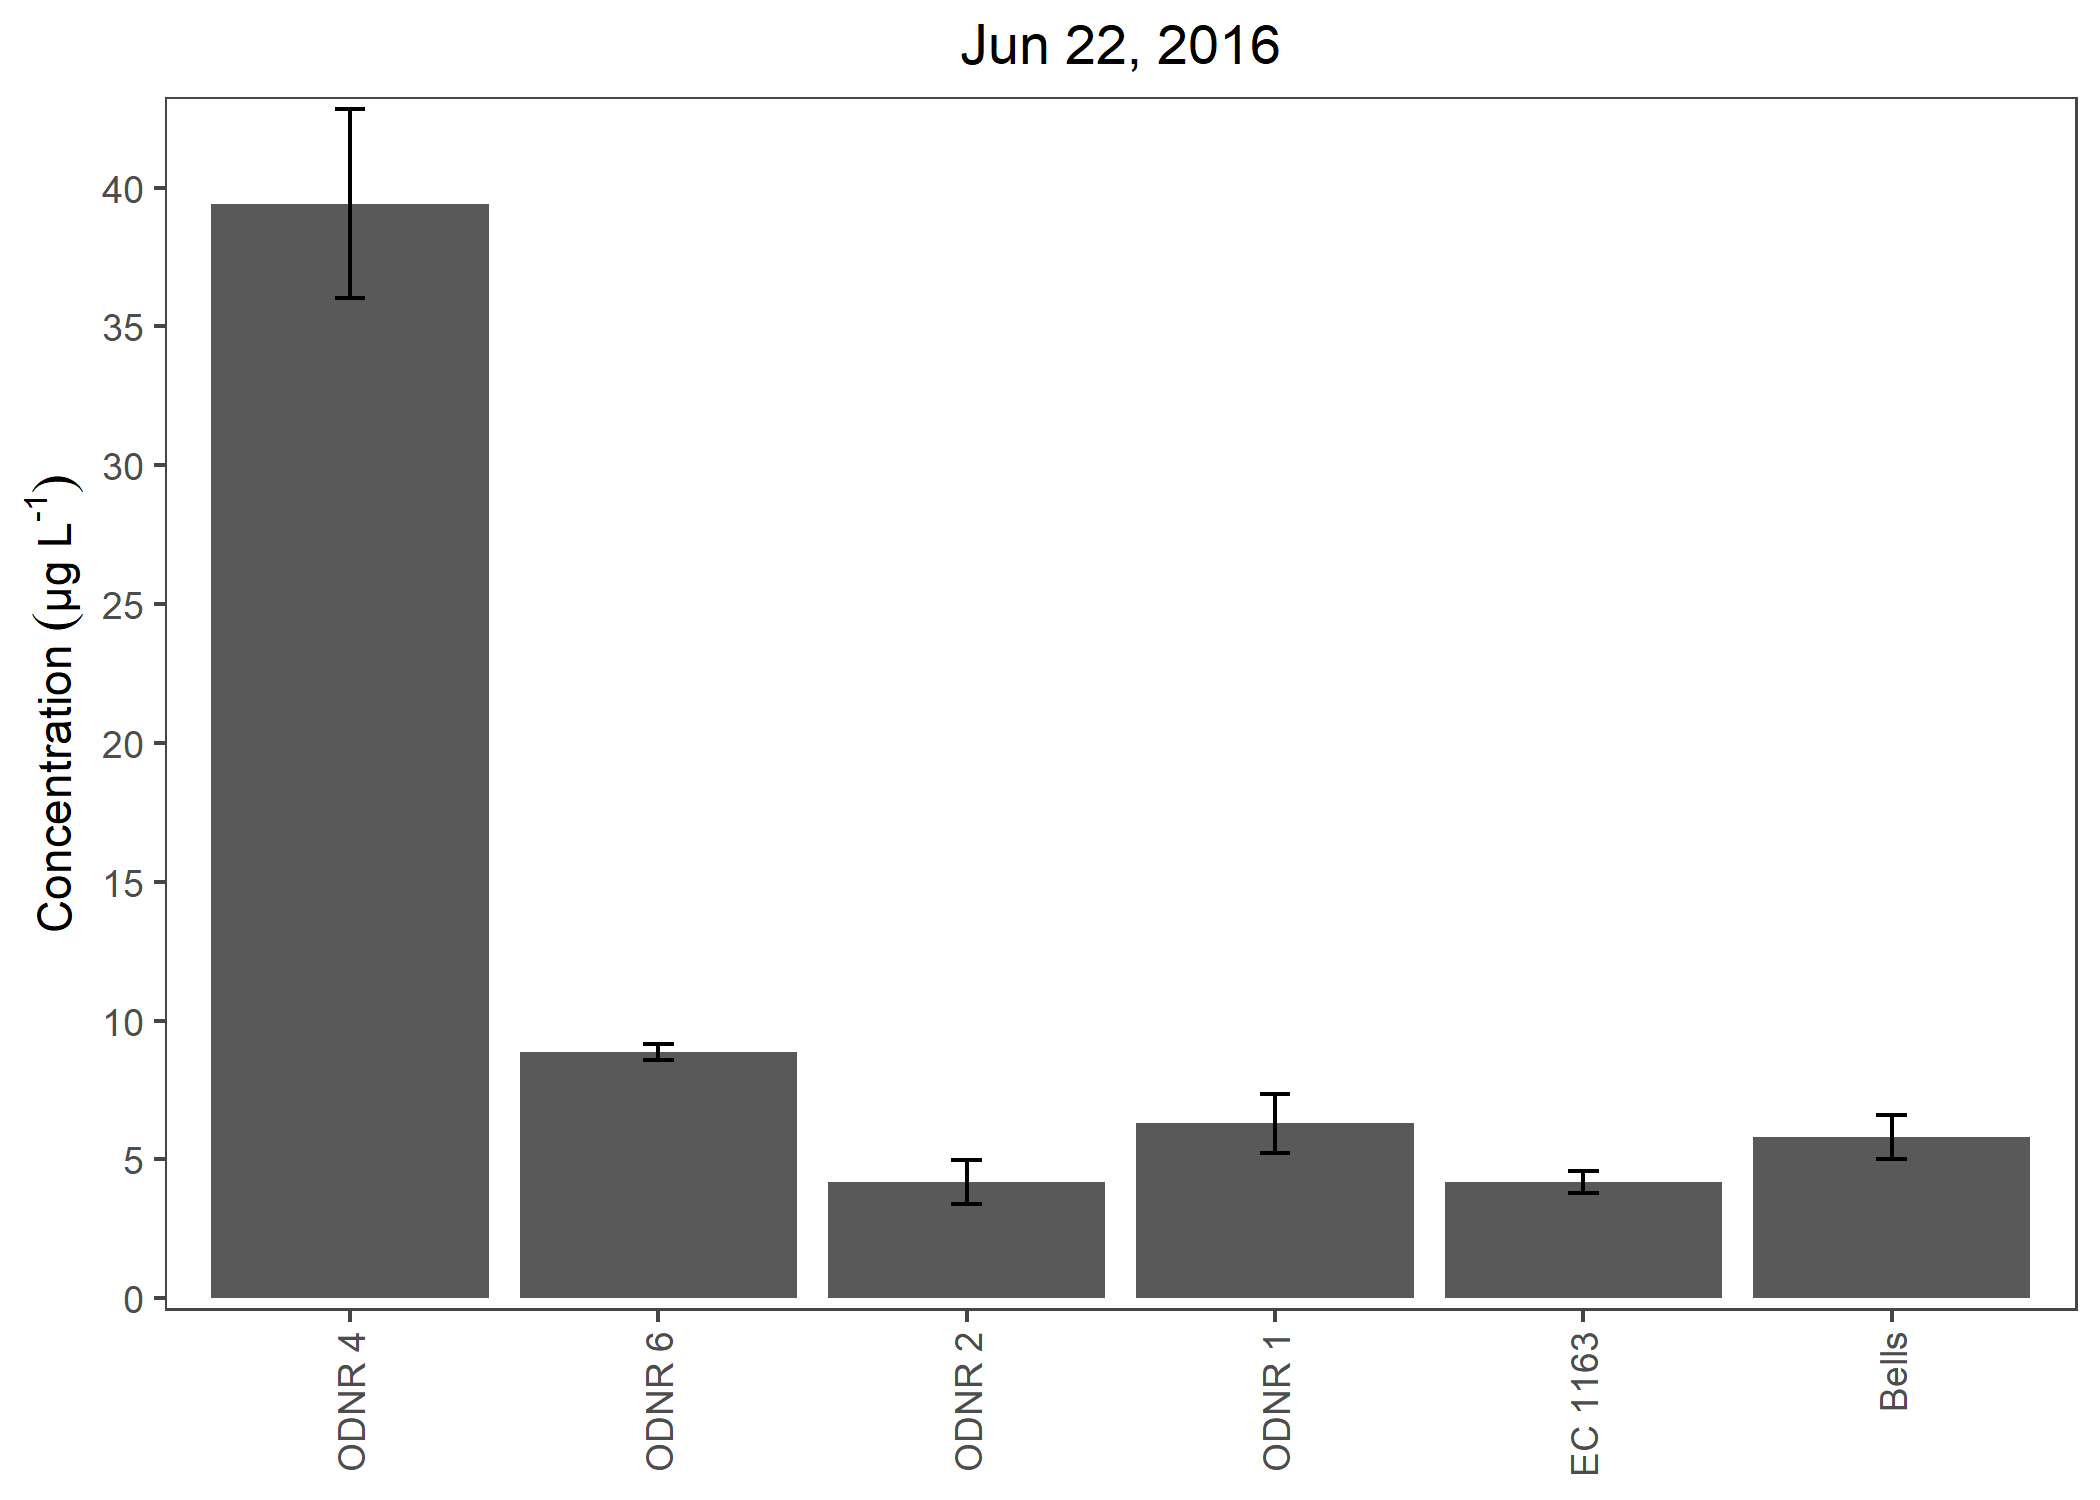 Jun 22, 2016
Concentration (µg L⁻¹)
40
35
30
25
20
15
10
5
0
ODNR 4
ODNR 6
ODNR 2
ODNR 1
EC 1163
Bells